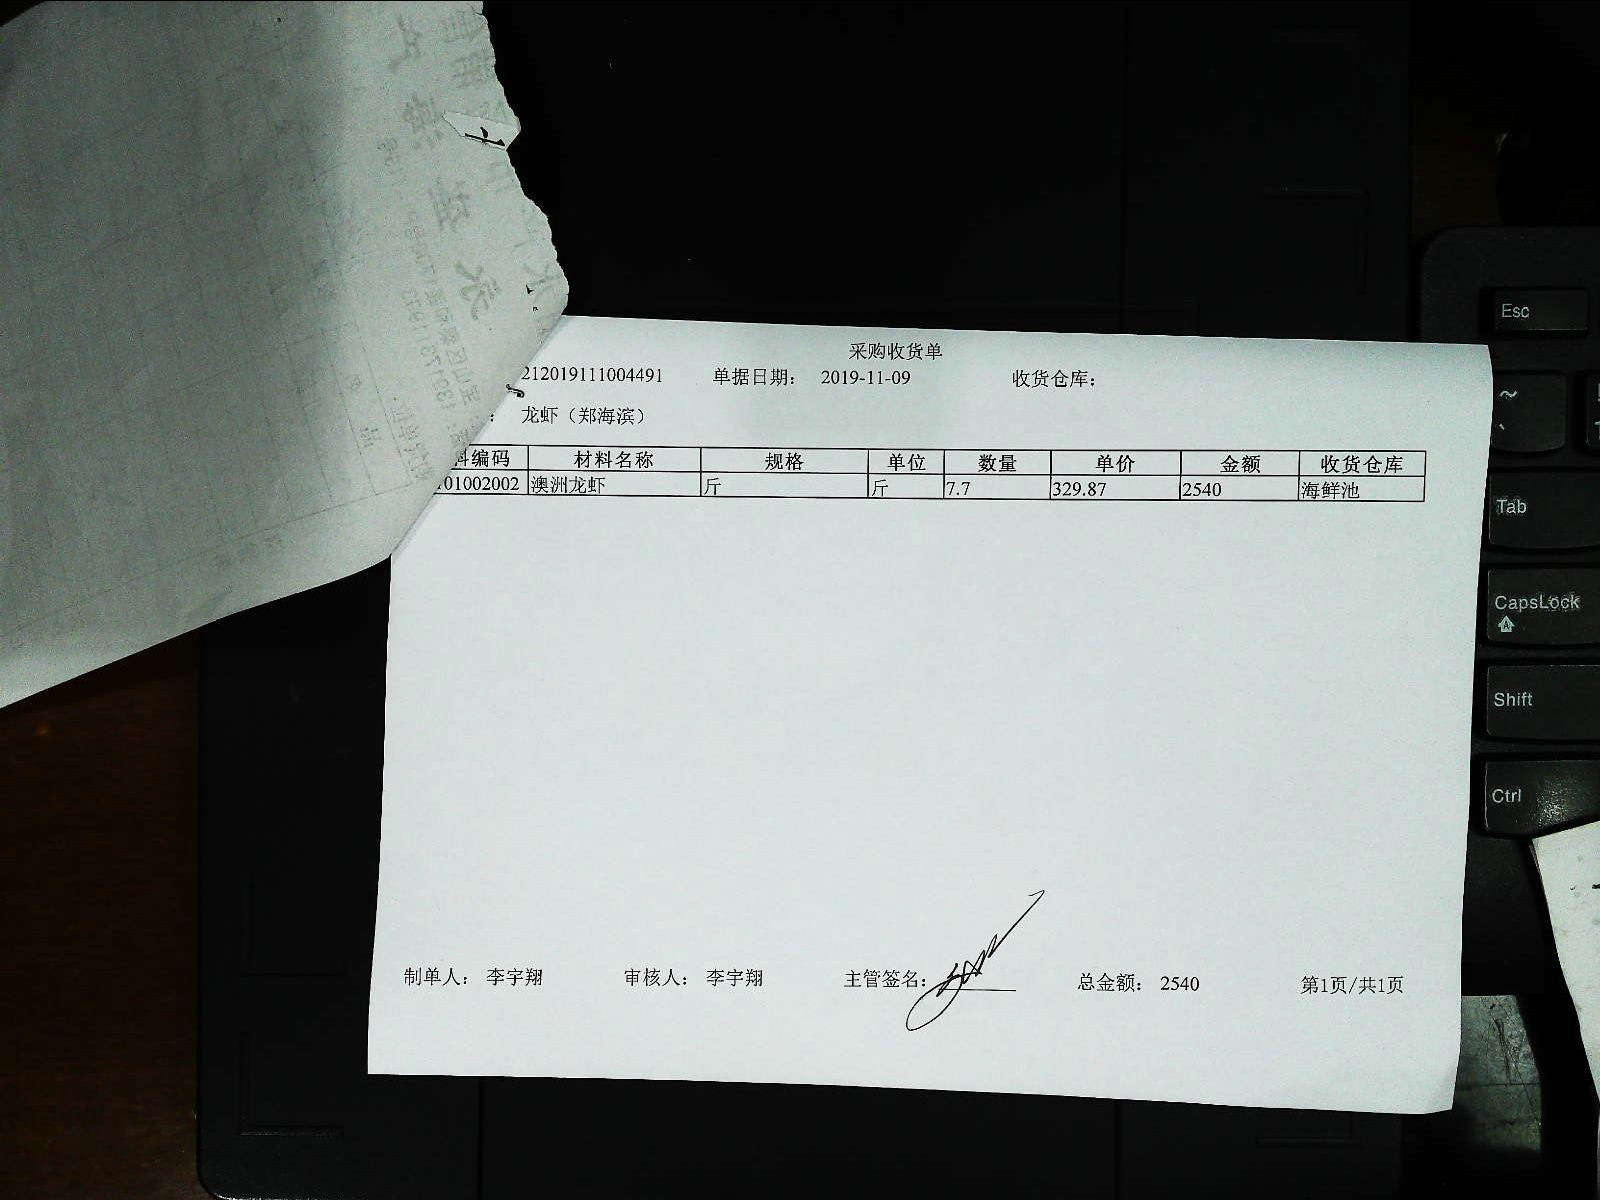 采购收货单
212019111004491 单据日期： 2019-11-09 收货仓库：
： 龙虾（郑海滨）
编码 材料名称 规格 单位 数量 单价 金额 收货仓库
01002002 澳洲龙虾 斤 斤 7.7 329.87 2540 海鲜池
制单人： 李宇翔 审核人： 李宇翔 主管签名： 总金额： 2540 第1页/共1页
Esc
~
Tab
CapsLock
A
Shift
Ctrl